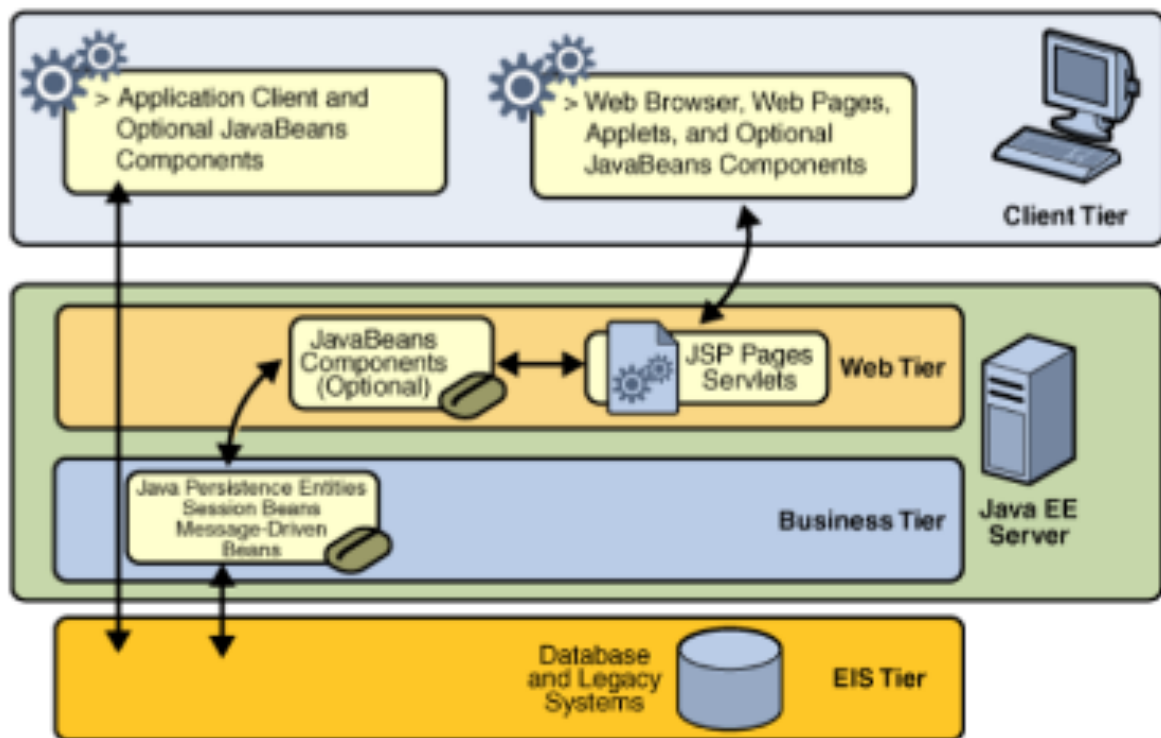 > Application Client and
Optional JavaBeans
Components
> Web Browser, Web Pages,
Applets, and Optional
JavaBeans Components
Client Tier
JavaBeans
Components
(Optional)
JSP Pages
Servlets
Web Tier
Java Persistence Entities
Session Beans
Message-Driven
Beans
Business Tier
Java EE
Server
Database
and Legacy
Systems
EIS Tier